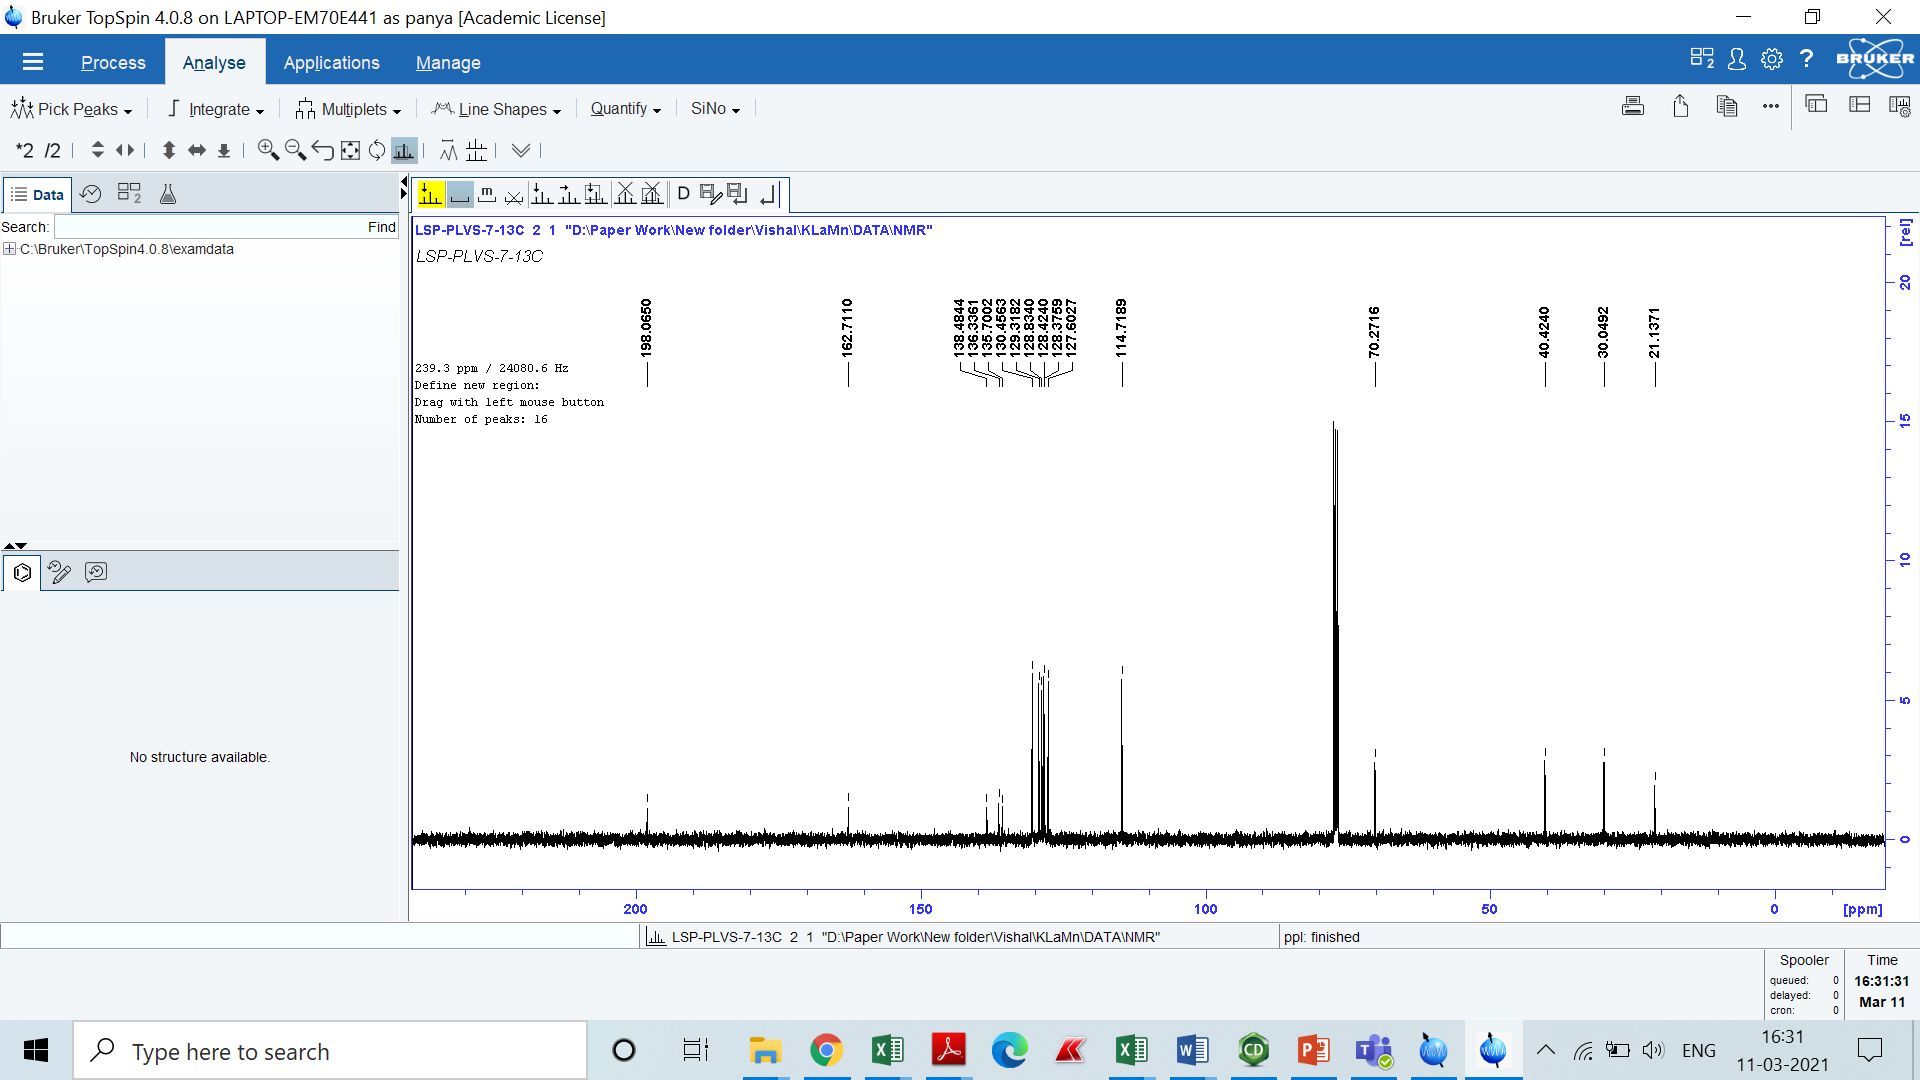 Bruker TopSpin 4.0.8 on LAPTOP-EM70E441 as panya [Academic License]
Process Analyse Applications Manage
2 ? BRUKER
Pick Peaks Integrate Multiplets Line Shapes Quantify SiNo
*2 /2
Data 2
m D
Search: Find
C:\Bruker\TopSpin4.0.8\examdata
LSP-PLVS-7-13C 2 1 "D:\Paper Work\New folder\Vishal\KLaMn\DATA\NMR"
LSP-PLVS-7-13C
[rel]
198.0650
162.7110
138.4844
136.3361
135.7002
130.4563
129.3182
128.8340
128.4240
128.3759
127.6027
114.7189
70.2716
40.4240
30.0492
21.1371
239.3 ppm / 24080.6 Hz
Define new region:
Drag with left mouse button
Number of peaks: 16
20
15
10
5
0
200 150 100 50 0 [ppm]
No structure available.
LSP-PLVS-7-13C 2 1 "D:\Paper Work\New folder\Vishal\KLaMn\DATA\NMR"
ppl: finished
Spooler
queued: 0
delayed: 0
cron: 0
Time
16:31:31
Mar 11
Type here to search
CD
ENG
16:31
11-03-2021